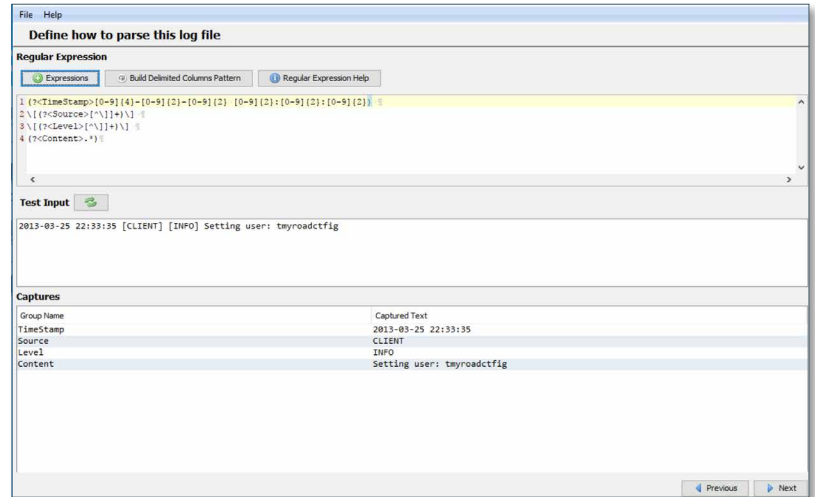 File Help
Define how to parse this log file
Regular Expression
Expressions Build Delimited Columns Pattern Regular Expression Help
1 (?<TimeStamp>[0-9]{4}-[0-9]{2}-[0-9]{2} [0-9]{2}:[0-9]{2}:[0-9]{2}) ¶
2 \[(?<Source>[^\]]+)\] ¶
3 \[(?<Level>[^\]]+)\] ¶
4 (?<Content>.*)¶
Test Input
2013-03-25 22:33:35 [CLIENT] [INFO] Setting user: tmyroadctfig
Captures
Group Name Captured Text
TimeStamp 2013-03-25 22:33:35
Source CLIENT
Level INFO
Content Setting user: tmyroadctfig
Previous Next